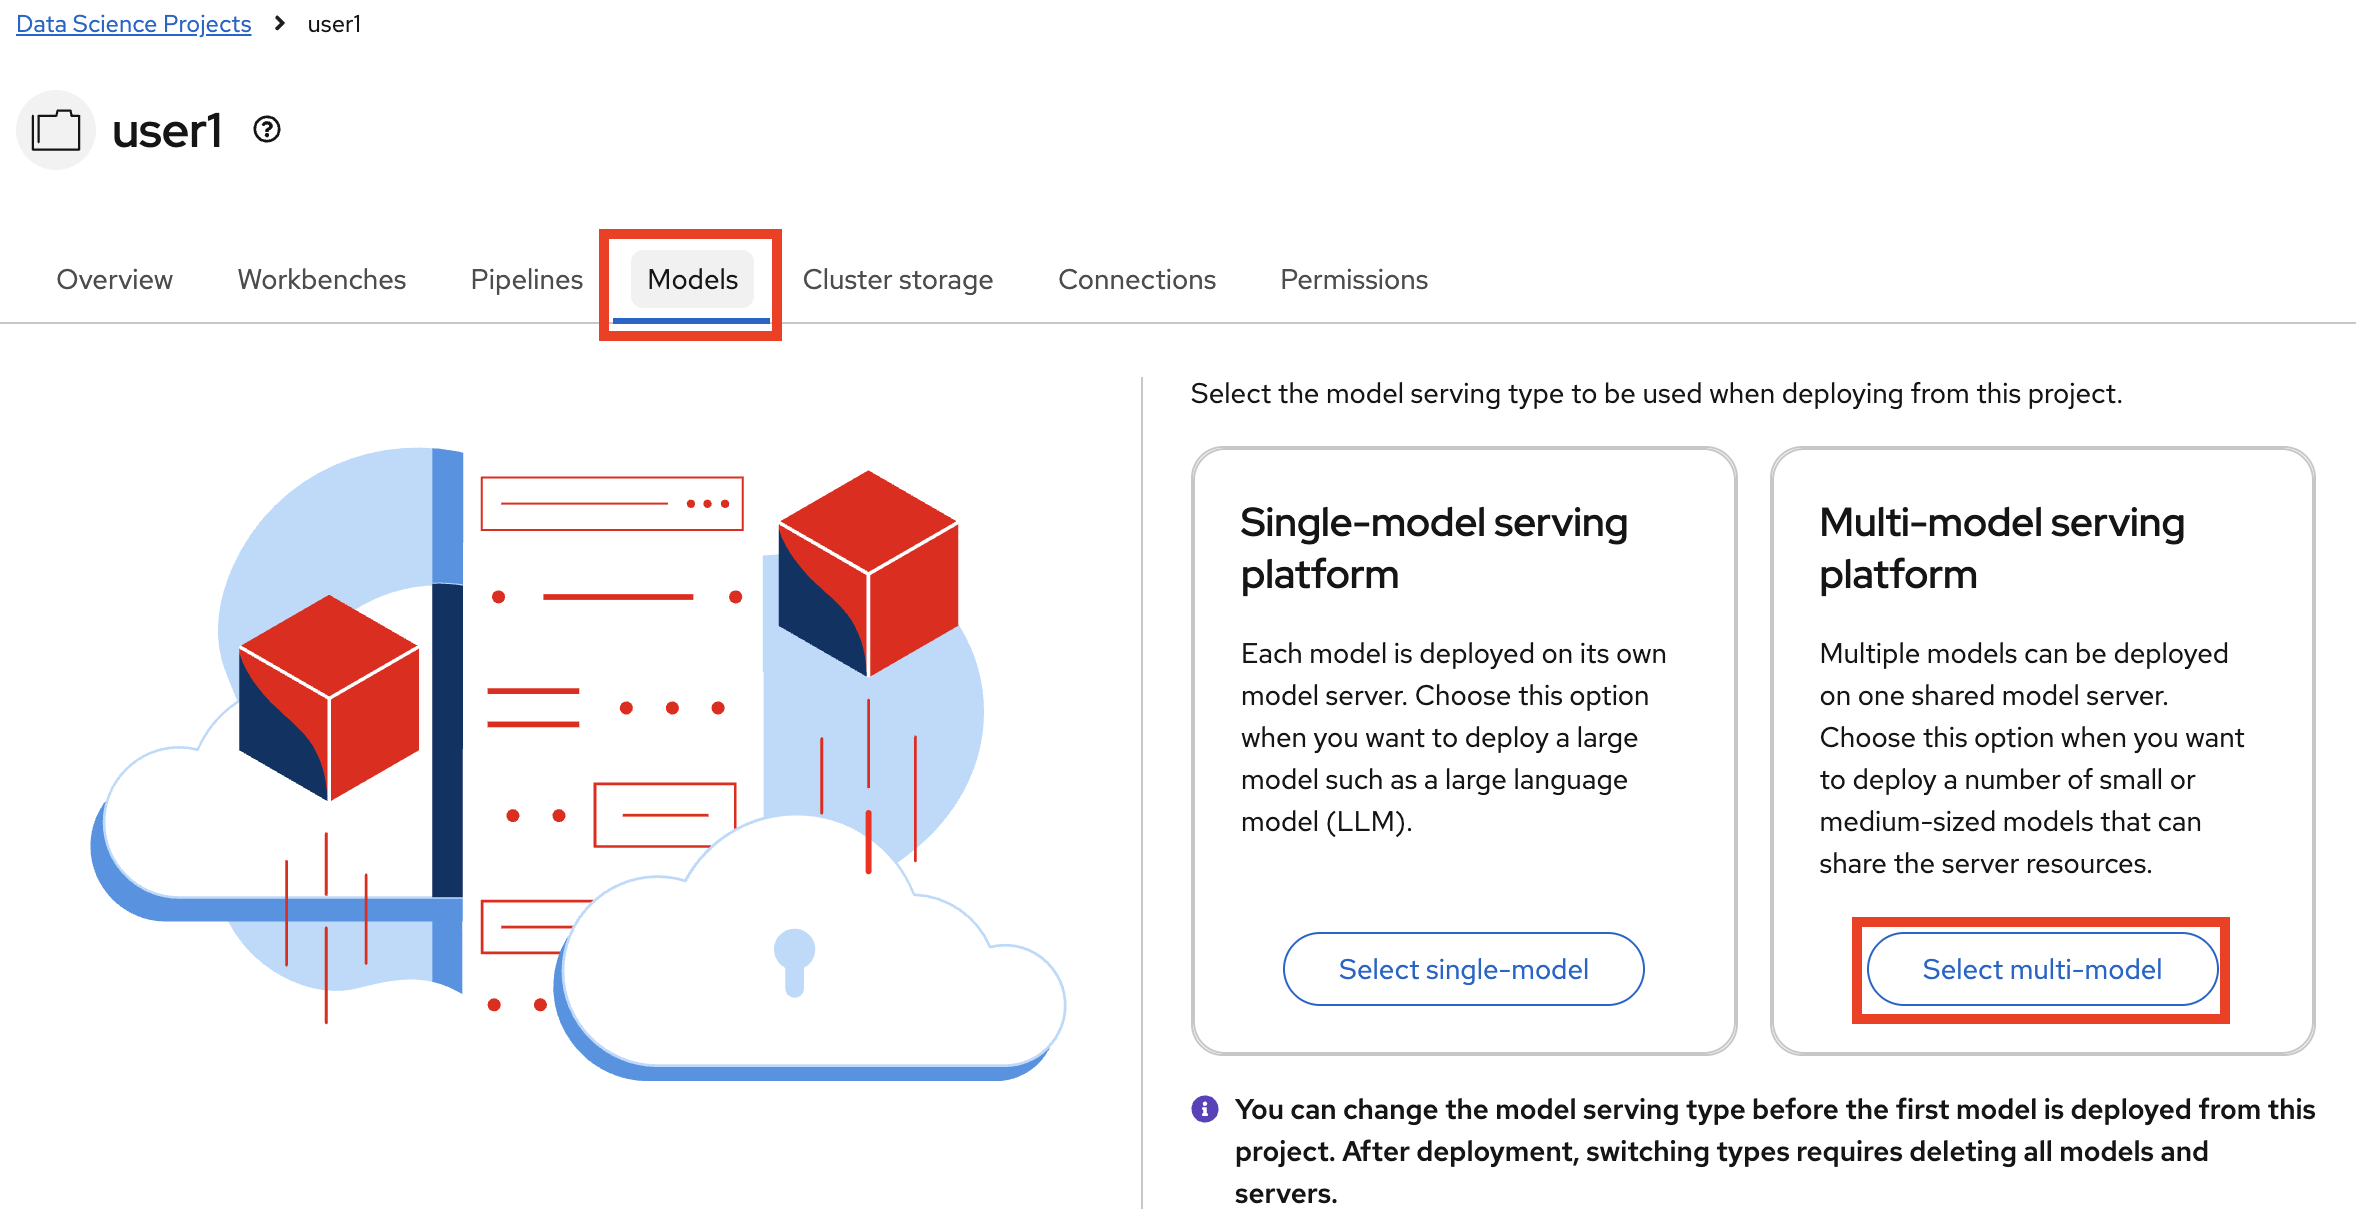 Data Science Projects > user1
user1
Overview Workbenches Pipelines Models Cluster storage Connections Permissions
Select the model serving type to be used when deploying from this project.
Single-model serving
platform
Each model is deployed on its own
model server. Choose this option
when you want to deploy a large
model such as a large language
model (LLM).
Select single-model
Multi-model serving
platform
Multiple models can be deployed
on one shared model server.
Choose this option when you want
to deploy a number of small or
medium-sized models that can
share the server resources.
Select multi-model
You can change the model serving type before the first model is deployed from this
project. After deployment, switching types requires deleting all models and
servers.